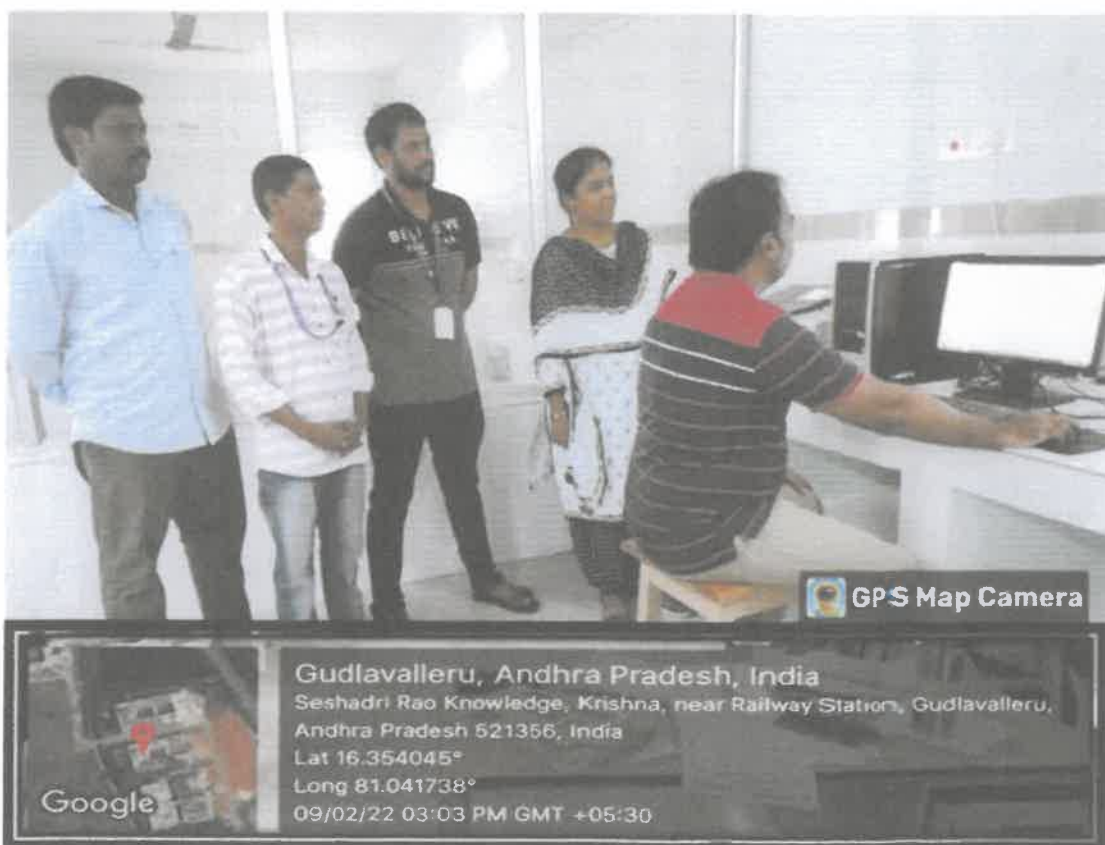 GPS Map Camera
Gudlavalleru, Andhra Pradesh, India
Seshadri Rao Knowledge, Krishna, near Railway Station, Gudlavalleru,
Andhra Pradesh 521356, India
Lat 16.354045°
Long 81.041738°
09/02/22 03:03 PM GMT +05:30
Google